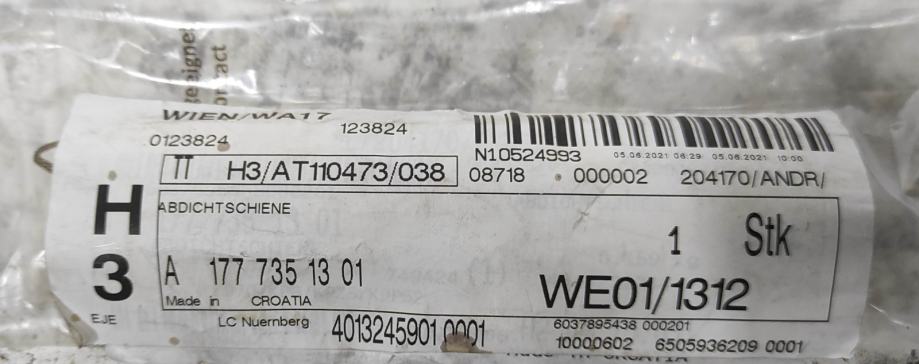 WIEN/WA17
0123824
123824
N10524993
05.06.2021 06:29 05.06.2021 10:00
TT H3/AT110473/038
08718 000002 204170/ANDR/
H
3
EJE
ABDICHTSCHIENE
1 Stk
A 177 735 13 01
WE01/1312
Made in CROATIA
LC Nuernberg
4013245901 0001
6037895438 000201
10000602 6505936209 0001